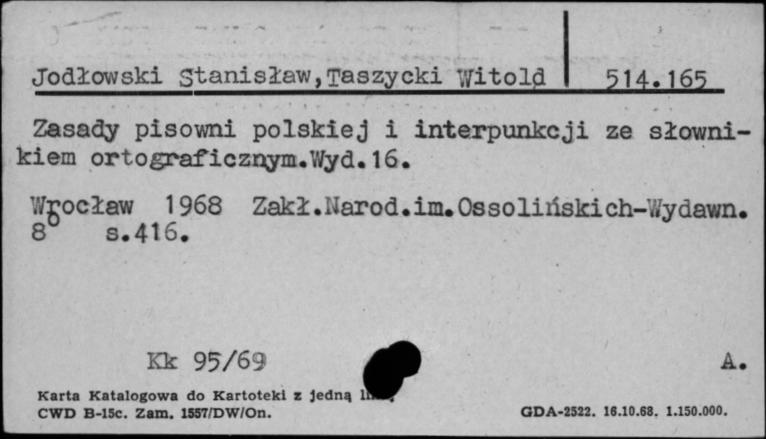 Jodłowski Stanisław,Taszycki Witold 514.165
Zasady pisowni polskiej i interpunkcji ze słowni-
kiem ortograficznym.Wyd.16.
Wrocław 1968 Zakł.Narod.im.Ossolińskich-Wydawn.
8° s.416.
Kk 95/69 A.
Karta Katalogowa do Kartoteki z jedną
CWD B-15c. Zam. 1557/DW/On. GDA-2522. 16.10.68. 1.150.000.